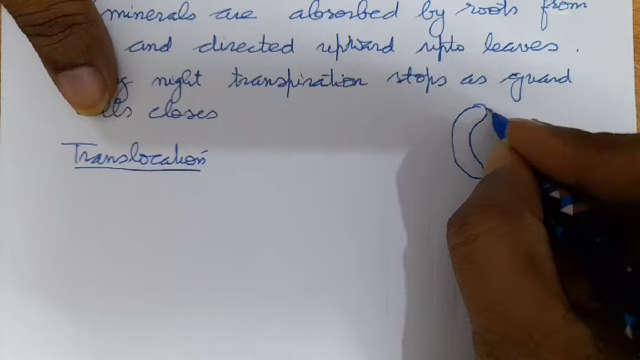 minerals are absorbed by roots from
and directed upward upto leaves.
night transpiration stops as guard
closes
Translocation